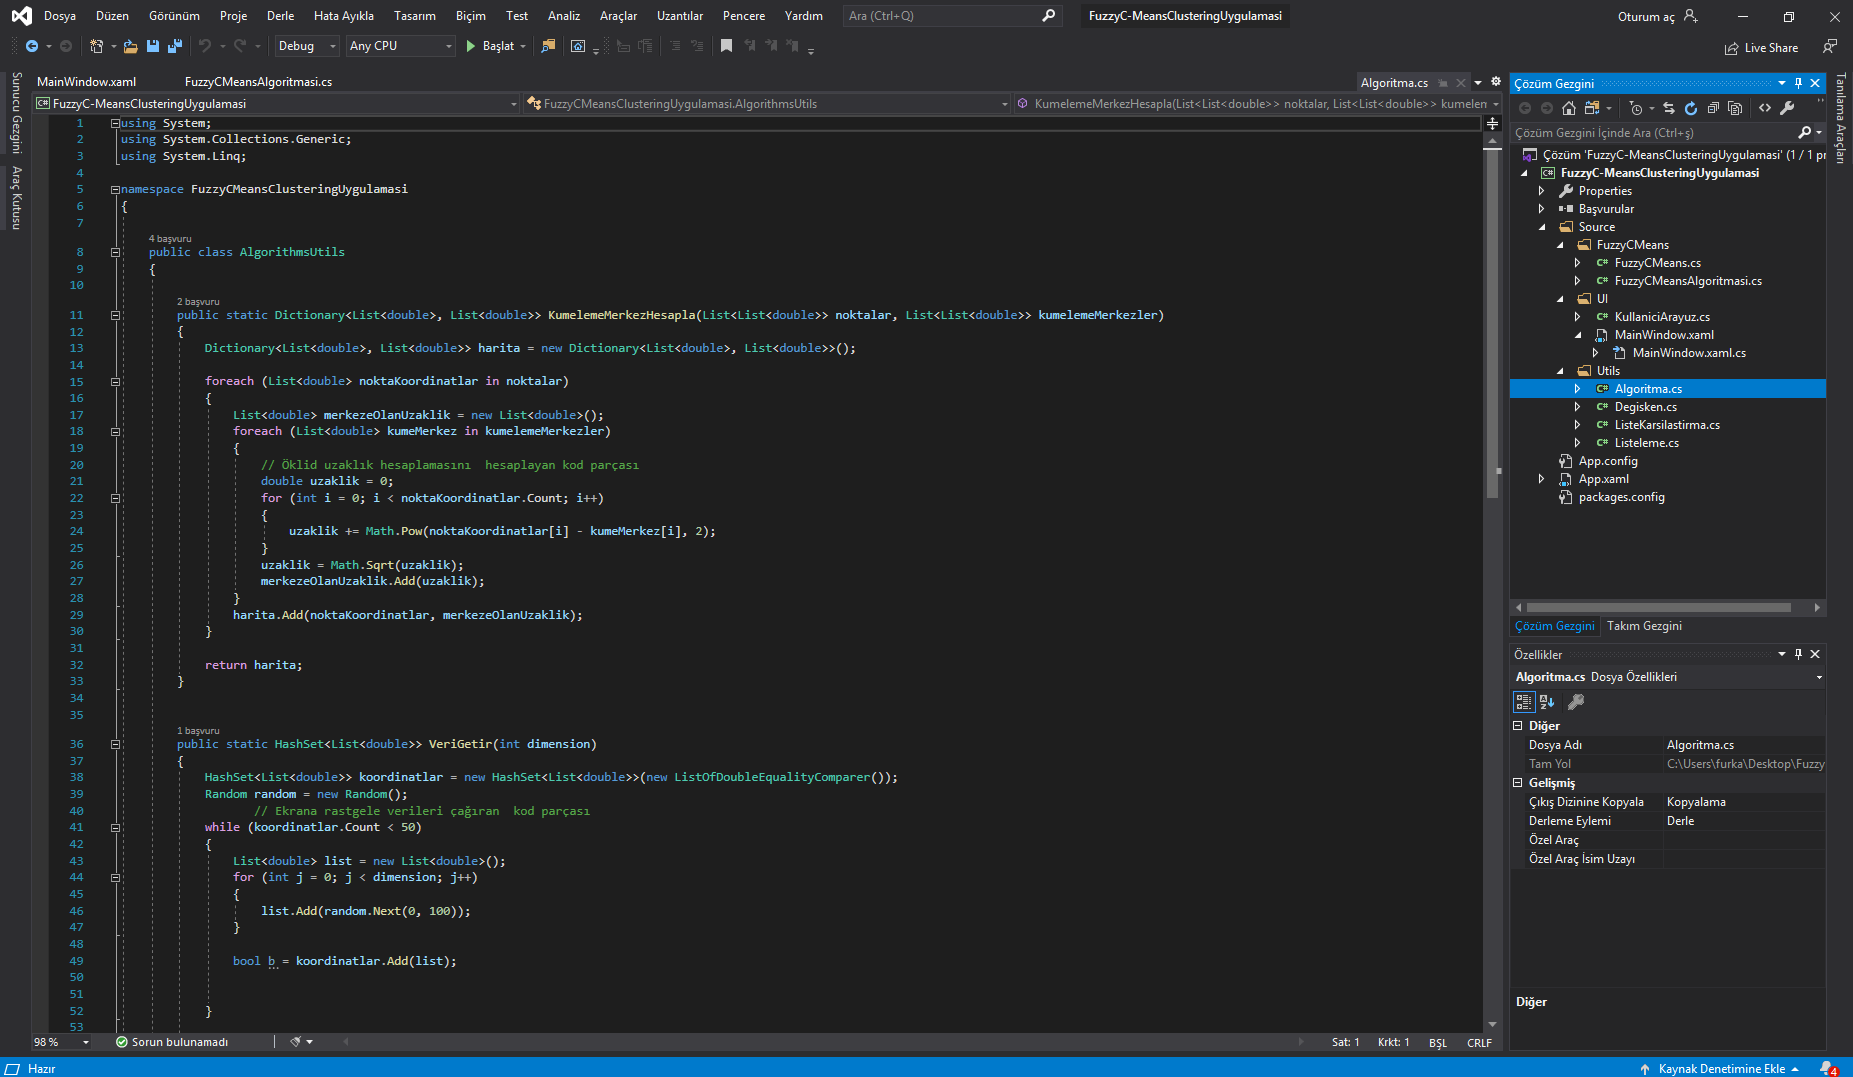 Dosya Düzen Görünüm Proje Derle Hata Ayıkla Tasarım Biçim Test Analiz Araçlar Uzantılar Pencere Yardım Ara (Ctrl+Q) FuzzyC-MeansClusteringUygulamasi Oturum aç
Debug Any CPU Başlat Live Share
Sunucu Gezgini
Araç Kutusu
MainWindow.xaml FuzzyCMeansAlgoritmasi.cs Algoritma.cs
FuzzyC-MeansClusteringUygulamasi FuzzyCMeansClusteringUygulamasi.AlgorithmsUtils KumelemeMerkezHesapla(List<List<double>> noktalar, List<List<double>> kumelem
1 using System;
2 using System.Collections.Generic;
3 using System.Linq;
4
5 namespace FuzzyCMeansClusteringUygulamasi
6 {
7
4 başvuru
8 public class AlgorithmsUtils
9 {
10
2 başvuru
11 public static Dictionary<List<double>, List<double>> KumelemeMerkezHesapla(List<List<double>> noktalar, List<List<double>> kumelemeMerkezler)
12 {
13 Dictionary<List<double>, List<double>> harita = new Dictionary<List<double>, List<double>>();
14
15 foreach (List<double> noktaKoordinatlar in noktalar)
16 {
17 List<double> merkezeOlanUzaklik = new List<double>();
18 foreach (List<double> kumeMerkez in kumelemeMerkezler)
19 {
20 // Öklid uzaklık hesaplamasını  hesaplayan kod parçası
21 double uzaklik = 0;
22 for (int i = 0; i < noktaKoordinatlar.Count; i++)
23 {
24 uzaklik += Math.Pow(noktaKoordinatlar[i] - kumeMerkez[i], 2);
25 }
26 uzaklik = Math.Sqrt(uzaklik);
27 merkezeOlanUzaklik.Add(uzaklik);
28 }
29 harita.Add(noktaKoordinatlar, merkezeOlanUzaklik);
30 }
31
32 return harita;
33 }
34
35
1 başvuru
36 public static HashSet<List<double>> VeriGetir(int dimension)
37 {
38 HashSet<List<double>> koordinatlar = new HashSet<List<double>>(new ListOfDoubleEqualityComparer());
39 Random random = new Random();
40 // Ekrana rastgele verileri çağıran  kod parçası
41 while (koordinatlar.Count < 50)
42 {
43 List<double> list = new List<double>();
44 for (int j = 0; j < dimension; j++)
45 {
46 list.Add(random.Next(0, 100));
47 }
48
49 bool b = koordinatlar.Add(list);
50
51
52 }
53
98 % Sorun bulunamadı Sat: 1 Krkt: 1 BŞL CRLF
Çözüm Gezgini
Çözüm Gezgini İçinde Ara (Ctrl+ş)
Çözüm 'FuzzyC-MeansClusteringUygulamasi' (1 / 1 pr
FuzzyC-MeansClusteringUygulamasi
Properties
Başvurular
Source
FuzzyCMeans
FuzzyCMeans.cs
FuzzyCMeansAlgoritmasi.cs
UI
KullaniciArayuz.cs
MainWindow.xaml
MainWindow.xaml.cs
Utils
Algoritma.cs
Degisken.cs
ListeKarsilastirma.cs
Listeleme.cs
App.config
App.xaml
packages.config
Çözüm Gezgini Takım Gezgini
Özellikler
Algoritma.cs Dosya Özellikleri
Diğer
Dosya Adı Algoritma.cs
Tam Yol C:\Users\furka\Desktop\Fuzzy
Gelişmiş
Çıkış Dizinine Kopyala Kopyalama
Derleme Eylemi Derle
Özel Araç
Özel Araç İsim Uzayı
Diğer
Tanılama Araçları
Hazır Kaynak Denetimine Ekle 4